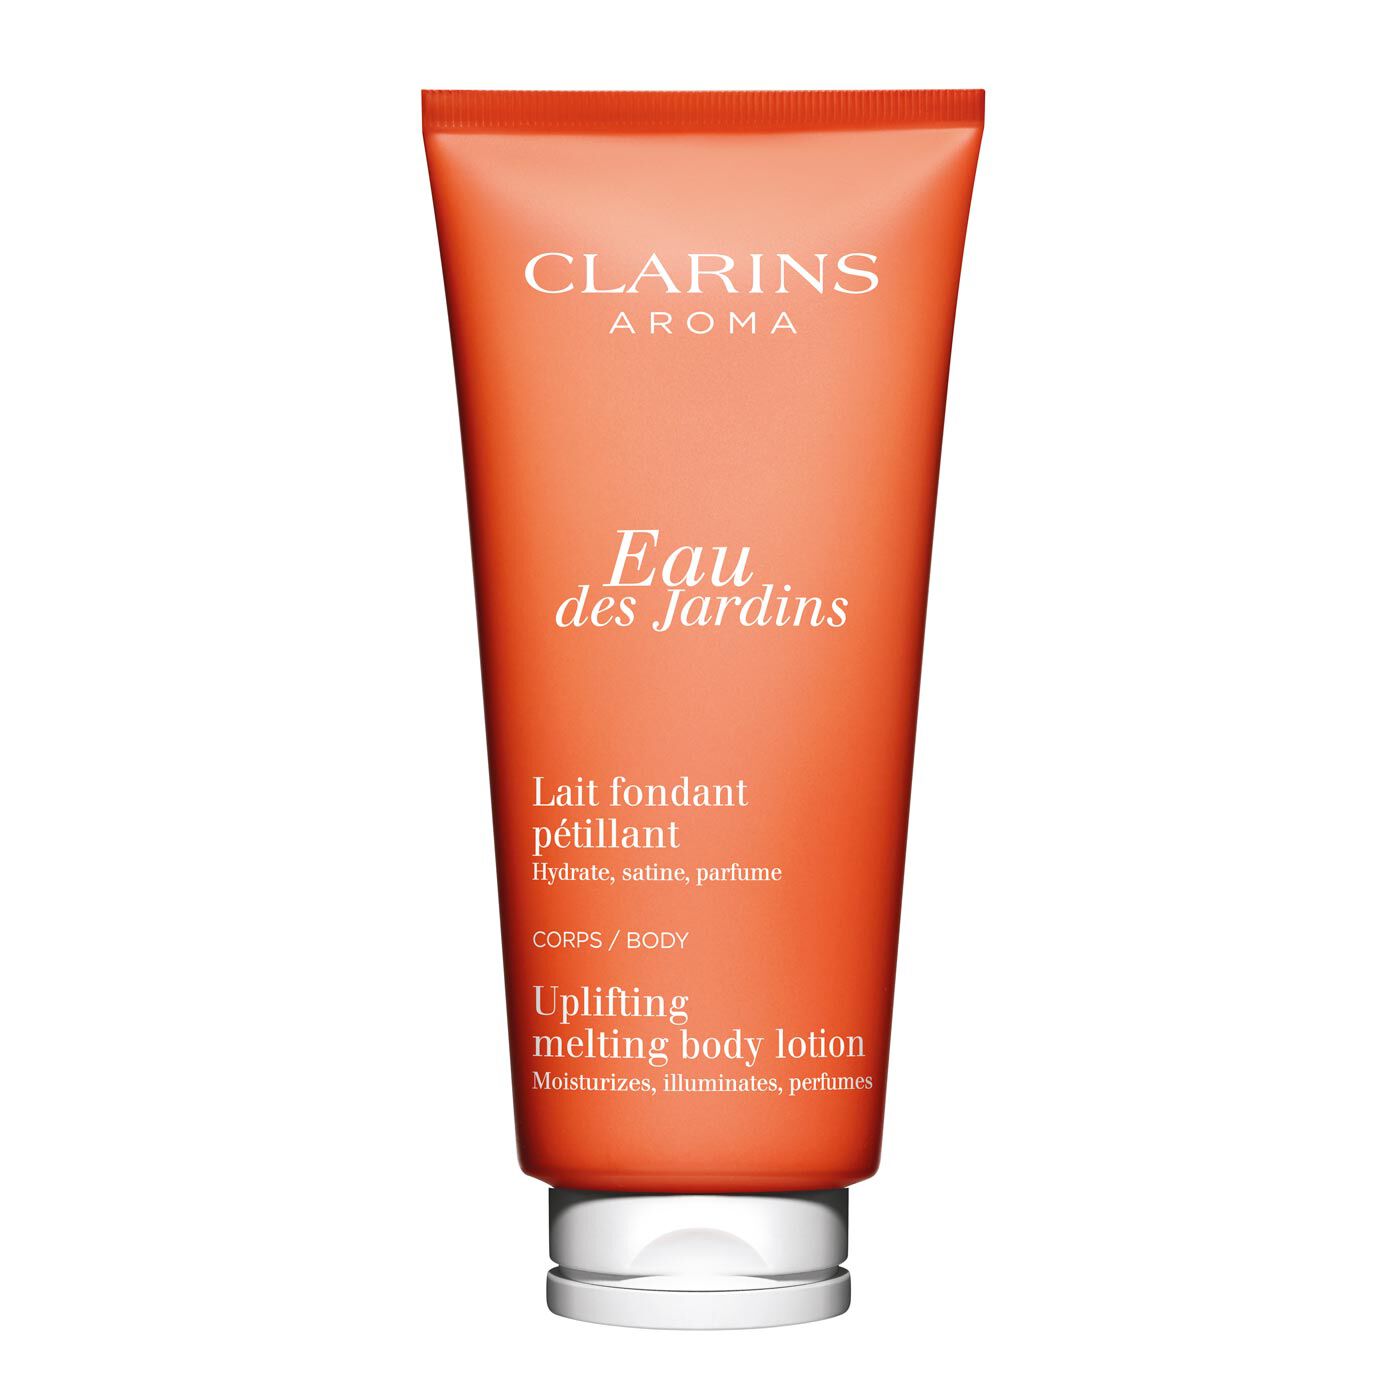 CLARINS
AROMA
Eau
des Jardins
Lait fondant
pétillant
Hydrate, satine, parfume
CORPS / BODY
Uplifting
melting body lotion
Moisturizes, illuminates, perfumes